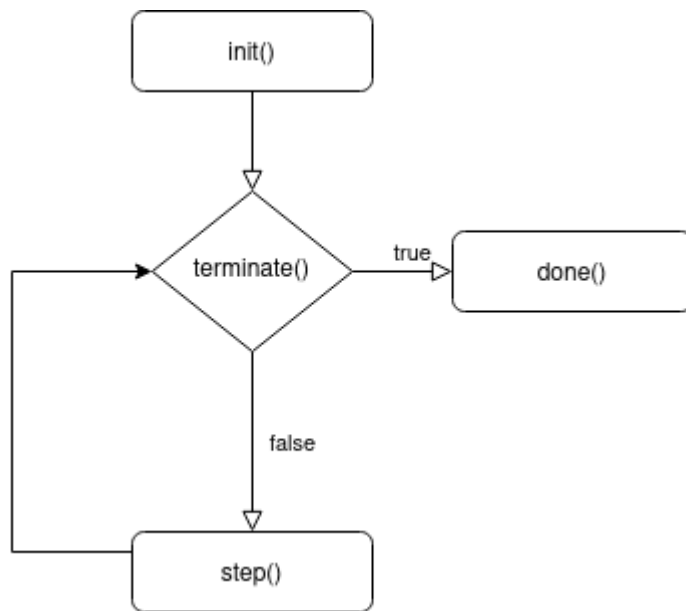 init()
terminate()
true
done()
false
step()